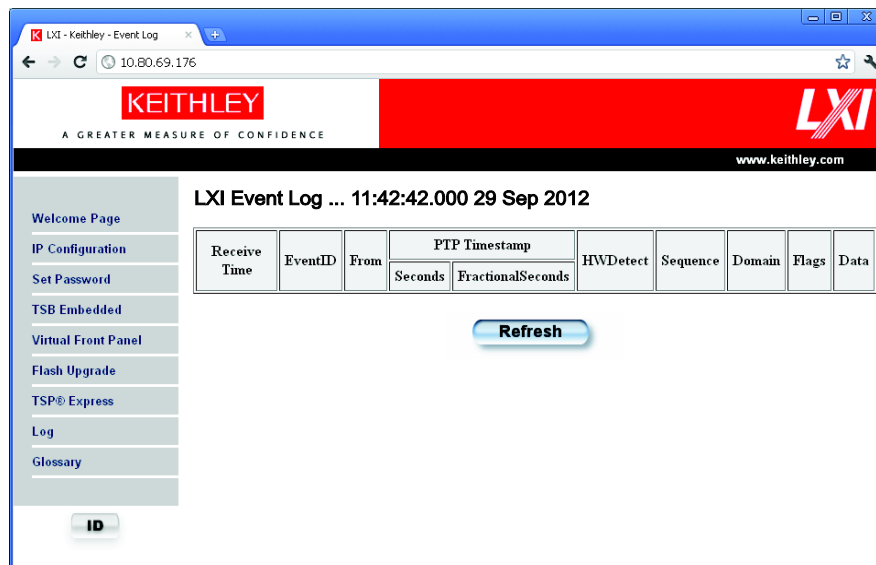 LXI - Keithley - Event Log
10.80.69.176
KEITHLEY
A GREATER MEASURE OF CONFIDENCE
LXI
www.keithley.com
Welcome Page
IP Configuration
Set Password
TSB Embedded
Virtual Front Panel
Flash Upgrade
TSP® Express
Log
Glossary
ID
LXI Event Log ... 11:42:42.000 29 Sep 2012
Receive Time EventID From PTP Timestamp HWDetect Sequence Domain Flags Data
Seconds FractionalSeconds
Refresh